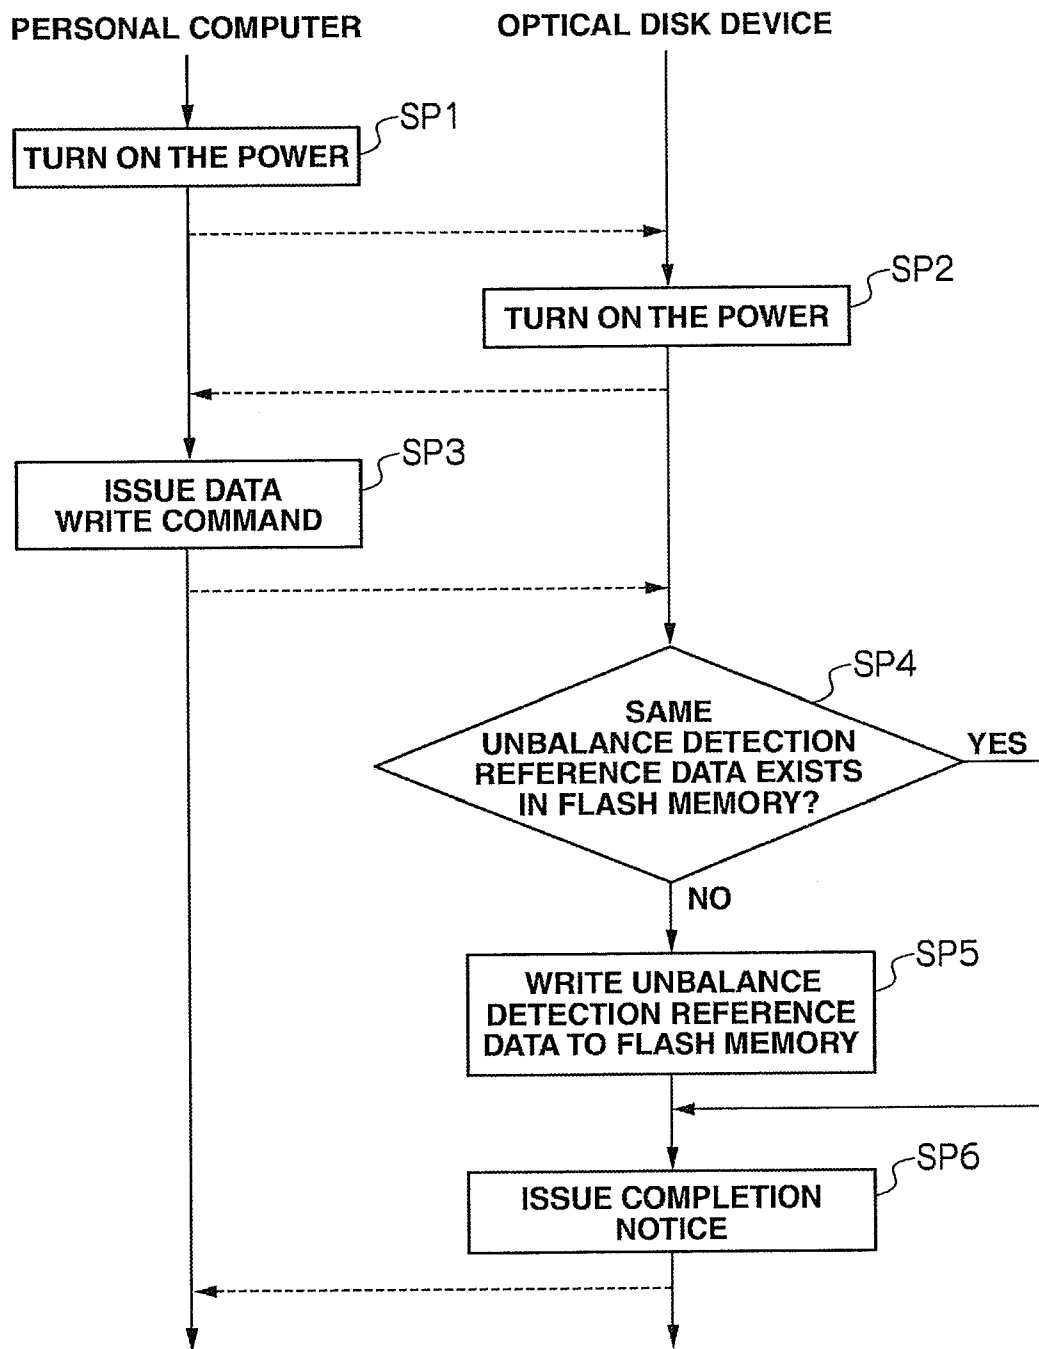 PERSONAL COMPUTER
OPTICAL DISK DEVICE
SP1
TURN ON THE POWER
SP2
TURN ON THE POWER
SP3
ISSUE DATA
WRITE COMMAND
SP4
SAME
UNBALANCE DETECTION
REFERENCE DATA EXISTS
IN FLASH MEMORY?
YES
NO
SP5
WRITE UNBALANCE
DETECTION REFERENCE
DATA TO FLASH MEMORY
SP6
ISSUE COMPLETION
NOTICE